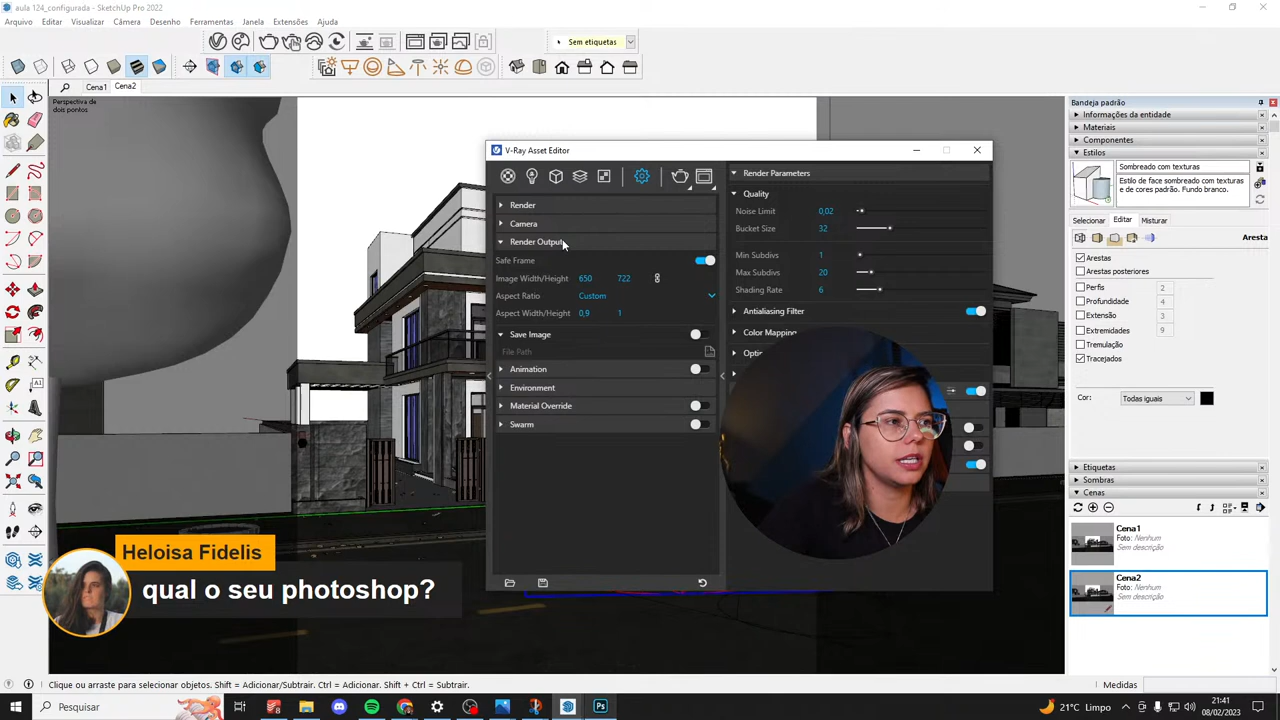 aula 124_configurada - SketchUp Pro 2022
Arquivo Editar Visualizar Câmera Desenho Ferramentas Janela Extensões Ajuda
Sem etiquetas
Cena1 Cena2
Perspectiva de
dois pontos
V-Ray Asset Editor
Render
Camera
Render Output
Safe Frame
Image Width/Height 650 722
Aspect Ratio Custom
Aspect Width/Height 0,9 1
Save Image
File Path
Animation
Environment
Material Override
Swarm
Render Parameters
Quality
Noise Limit 0,02
Bucket Size 32
Min Subdivs 1
Max Subdivs 20
Shading Rate 6
Antialiasing Filter
Color Mapping
Bandeja padrão
Informações da entidade
Materiais
Componentes
Estilos
Sombreado com texturas
Estilo de face sombreado com texturas
e de cores padrão. Fundo branco.
Selecionar Editar Misturar
Aresta
Arestas
Arestas posteriores
Perfis 2
Profundidade 4
Extensão 3
Extremidades 9
Tremulação
Tracejados
Cor: Todas iguais
Etiquetas
Sombras
Cenas
Cena1
Foto: Nenhum
Sem descrição
Cena2
Foto: Nenhum
Sem descrição
Heloisa Fidelis
qual o seu photoshop?
Clique ou arraste para selecionar objetos. Shift = Adicionar/Subtrair. Ctrl = Adicionar. Shift + Ctrl = Subtrair.
Medidas
Pesquisar
Ps
21°C Limpo
21:41
08/02/2023